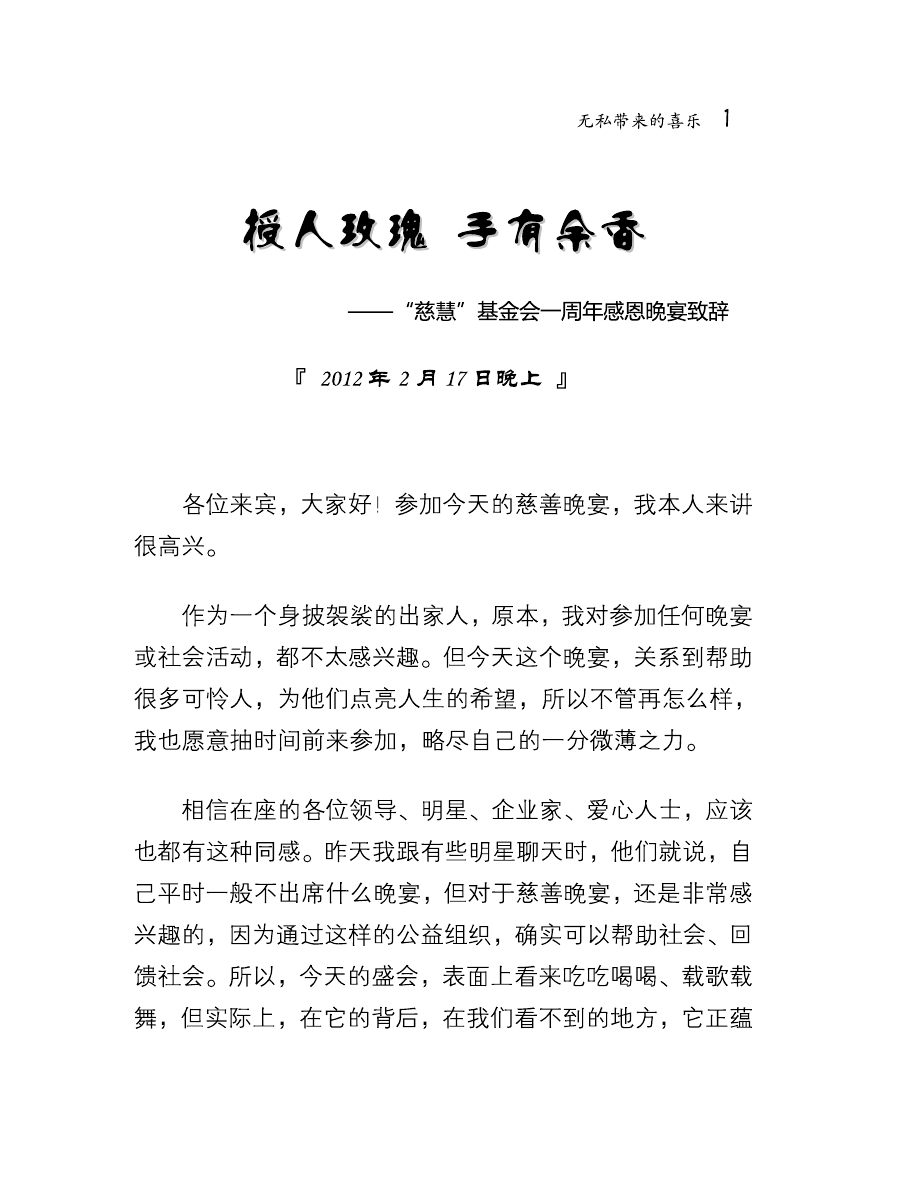 无私带来的喜乐 1
授人玫瑰 手有余香
——“慈慧”基金会一周年感恩晚宴致辞
『 2012年 2 月 17日晚上 』
各位来宾，大家好！参加今天的慈善晚宴，我本人来讲
很高兴。
作为一个身披袈裟的出家人，原本，我对参加任何晚宴
或社会活动，都不太感兴趣。但今天这个晚宴，关系到帮助
很多可怜人，为他们点亮人生的希望，所以不管再怎么样，
我也愿意抽时间前来参加，略尽自己的一分微薄之力。
相信在座的各位领导、明星、企业家、爱心人士，应该
也都有这种同感。昨天我跟有些明星聊天时，他们就说，自
己平时一般不出席什么晚宴，但对于慈善晚宴，还是非常感
兴趣的，因为通过这样的公益组织，确实可以帮助社会、回
馈社会。所以，今天的盛会，表面上看来吃吃喝喝、载歌载
舞，但实际上，在它的背后，在我们看不到的地方，它正蕴